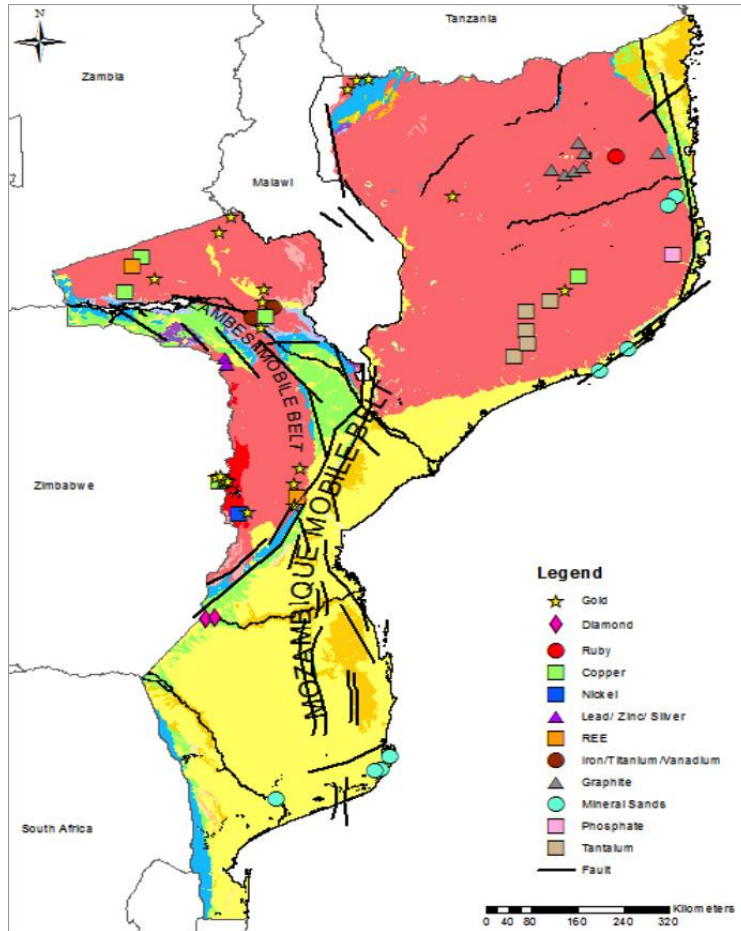 Tanzania
N
Zambia
Malawi
ZAMBESA MOBILE BELT
Zimbabwe
MOZAMBIQUE MOBILE BELT
South Africa
Legend
Gold
Diamond
Ruby
Copper
Nickel
Lead/ Zinc/ Silver
REE
Iron/Titanium/Vanadium
Graphite
Mineral Sands
Phosphate
Tantalum
Fault
Kilometers
0 40 80 160 240 320